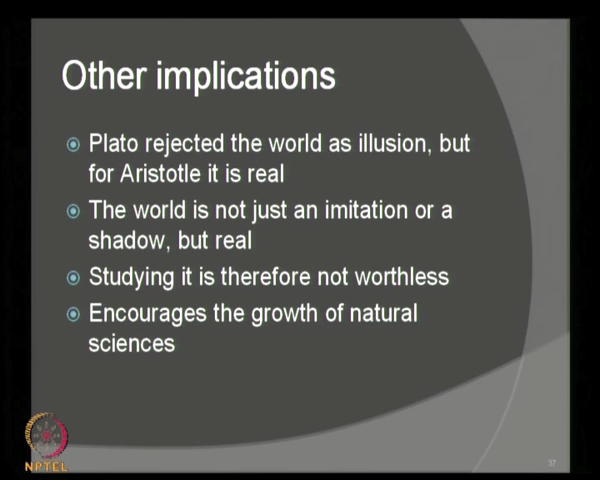 Other implications
Plato rejected the world as illusion, but
for Aristotle it is real
The world is not just an imitation or a
shadow, but real
Studying it is therefore not worthless
Encourages the growth of natural
sciences
NPTEL
37